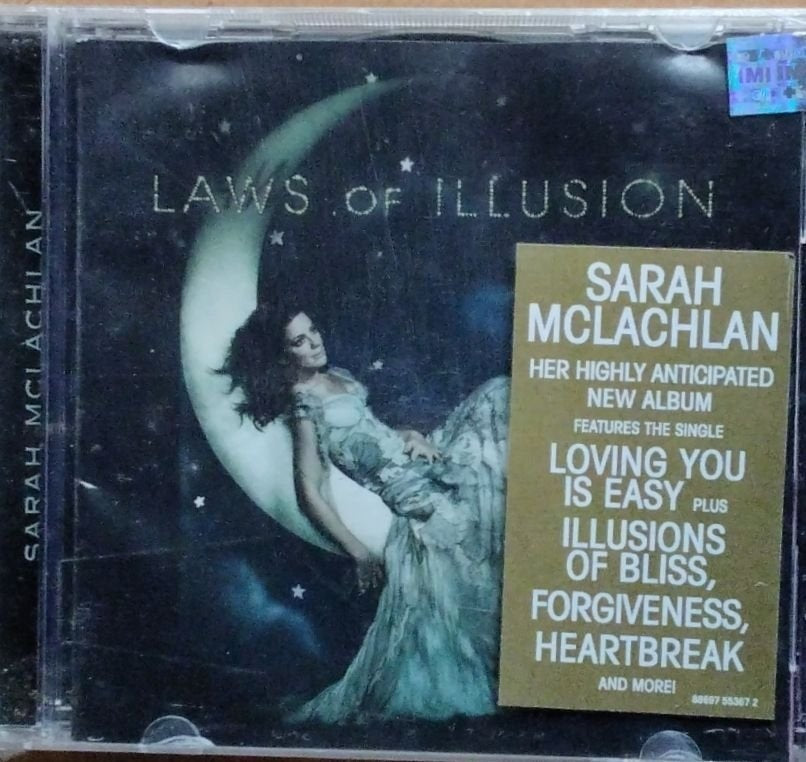 SARAH MCLACHLAN
LAWS OF ILLUSION
SARAH
MCLACHLAN
HER HIGHLY ANTICIPATED
NEW ALBUM
FEATURES THE SINGLE
LOVING YOU
IS EASY PLUS
ILLUSIONS
OF BLISS,
FORGIVENESS,
HEARTBREAK
AND MORE!
88697 55367 2